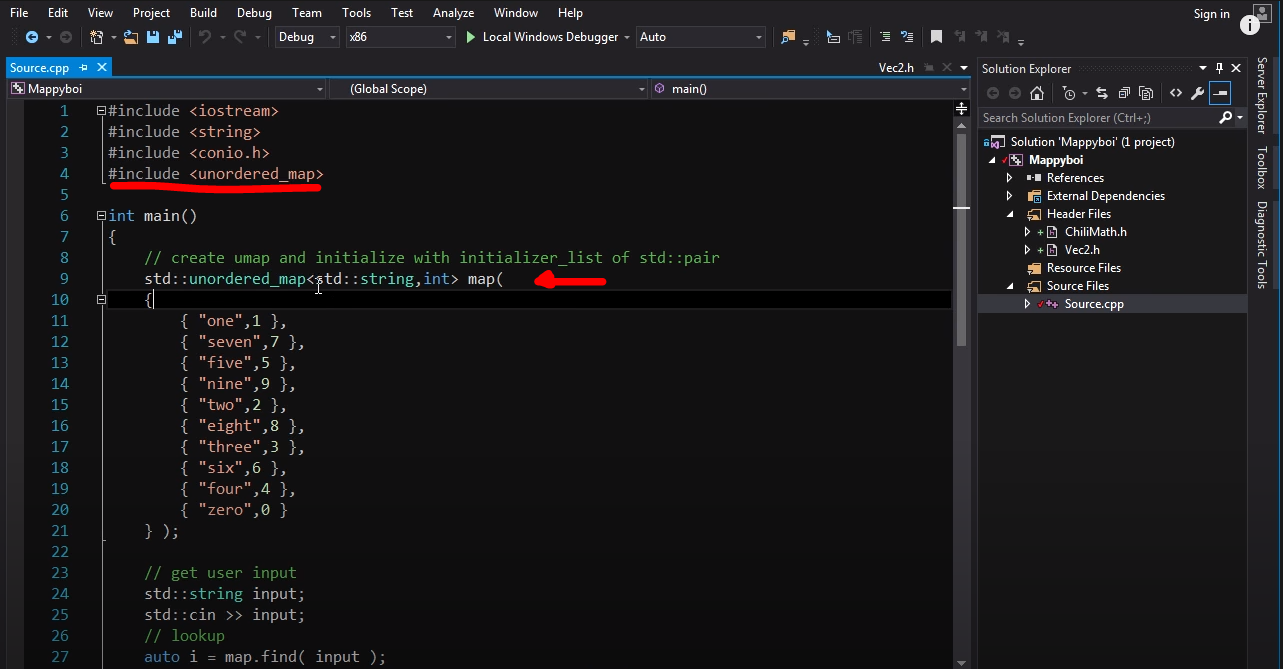 File Edit View Project Build Debug Team Tools Test Analyze Window Help
Sign in
Debug x86 Local Windows Debugger Auto
Source.cpp
Vec2.h
Mappyboi (Global Scope) main()
1 #include <iostream>
2 #include <string>
3 #include <conio.h>
4 #include <unordered_map>
5
6 int main()
7 {
8 // create umap and initialize with initializer_list of std::pair
9 std::unordered_map<std::string,int> map(
10 {
11 { "one",1 },
12 { "seven",7 },
13 { "five",5 },
14 { "nine",9 },
15 { "two",2 },
16 { "eight",8 },
17 { "three",3 },
18 { "six",6 },
19 { "four",4 },
20 { "zero",0 }
21 } );
22
23 // get user input
24 std::string input;
25 std::cin >> input;
26 // lookup
27 auto i = map.find( input );
Solution Explorer
Search Solution Explorer (Ctrl+;)
Solution 'Mappyboi' (1 project)
Mappyboi
References
External Dependencies
Header Files
ChiliMath.h
Vec2.h
Resource Files
Source Files
Source.cpp
Server Explorer
Toolbox
Diagnostic Tools